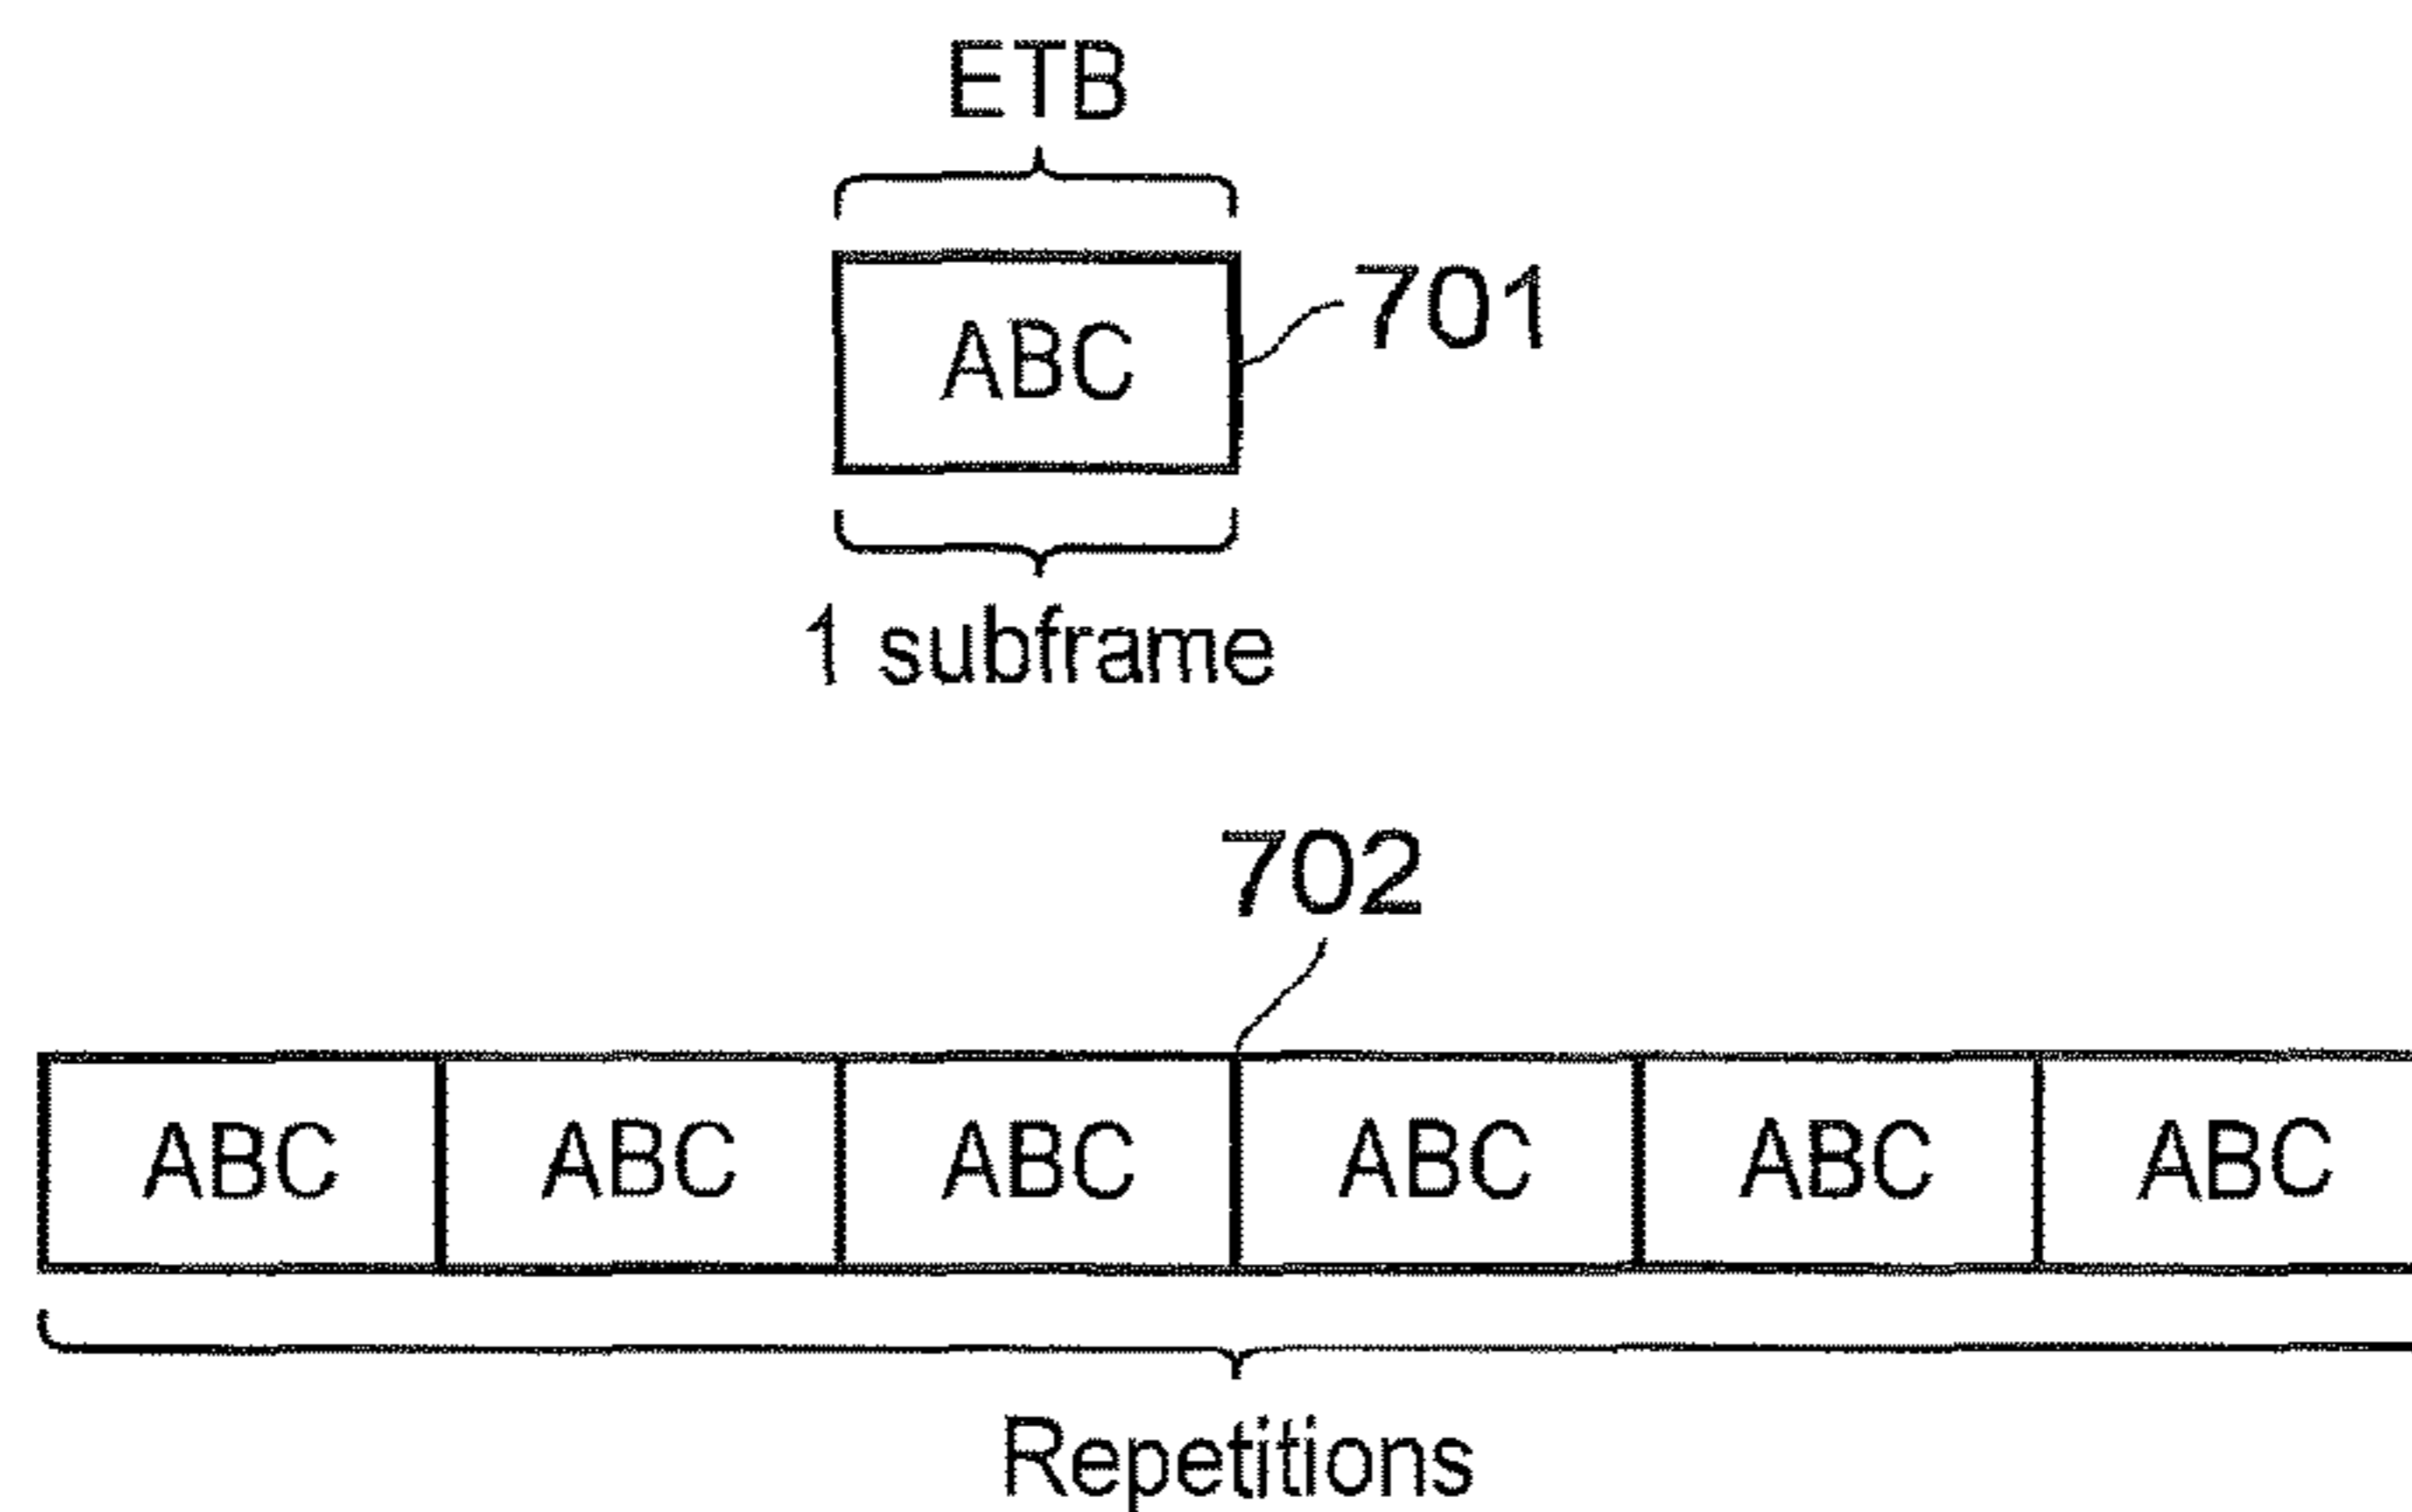 ETB
ABC
701
1 subframe
702
ABC ABC ABC ABC ABC ABC
Repetitions